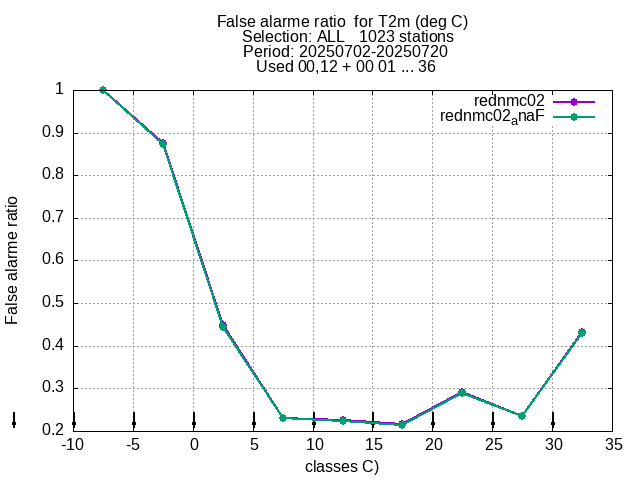 False alarme ratio  for T2m (deg C)
Selection: ALL   1023 stations
Period: 20250702-20250720
Used 00,12 + 00 01 ... 36
rednmc02
rednmc02anaF
1
0.9
0.8
0.7
0.6
0.5
0.4
0.3
0.2
False alarme ratio
-10 -5 0 5 10 15 20 25 30 35
classes C)